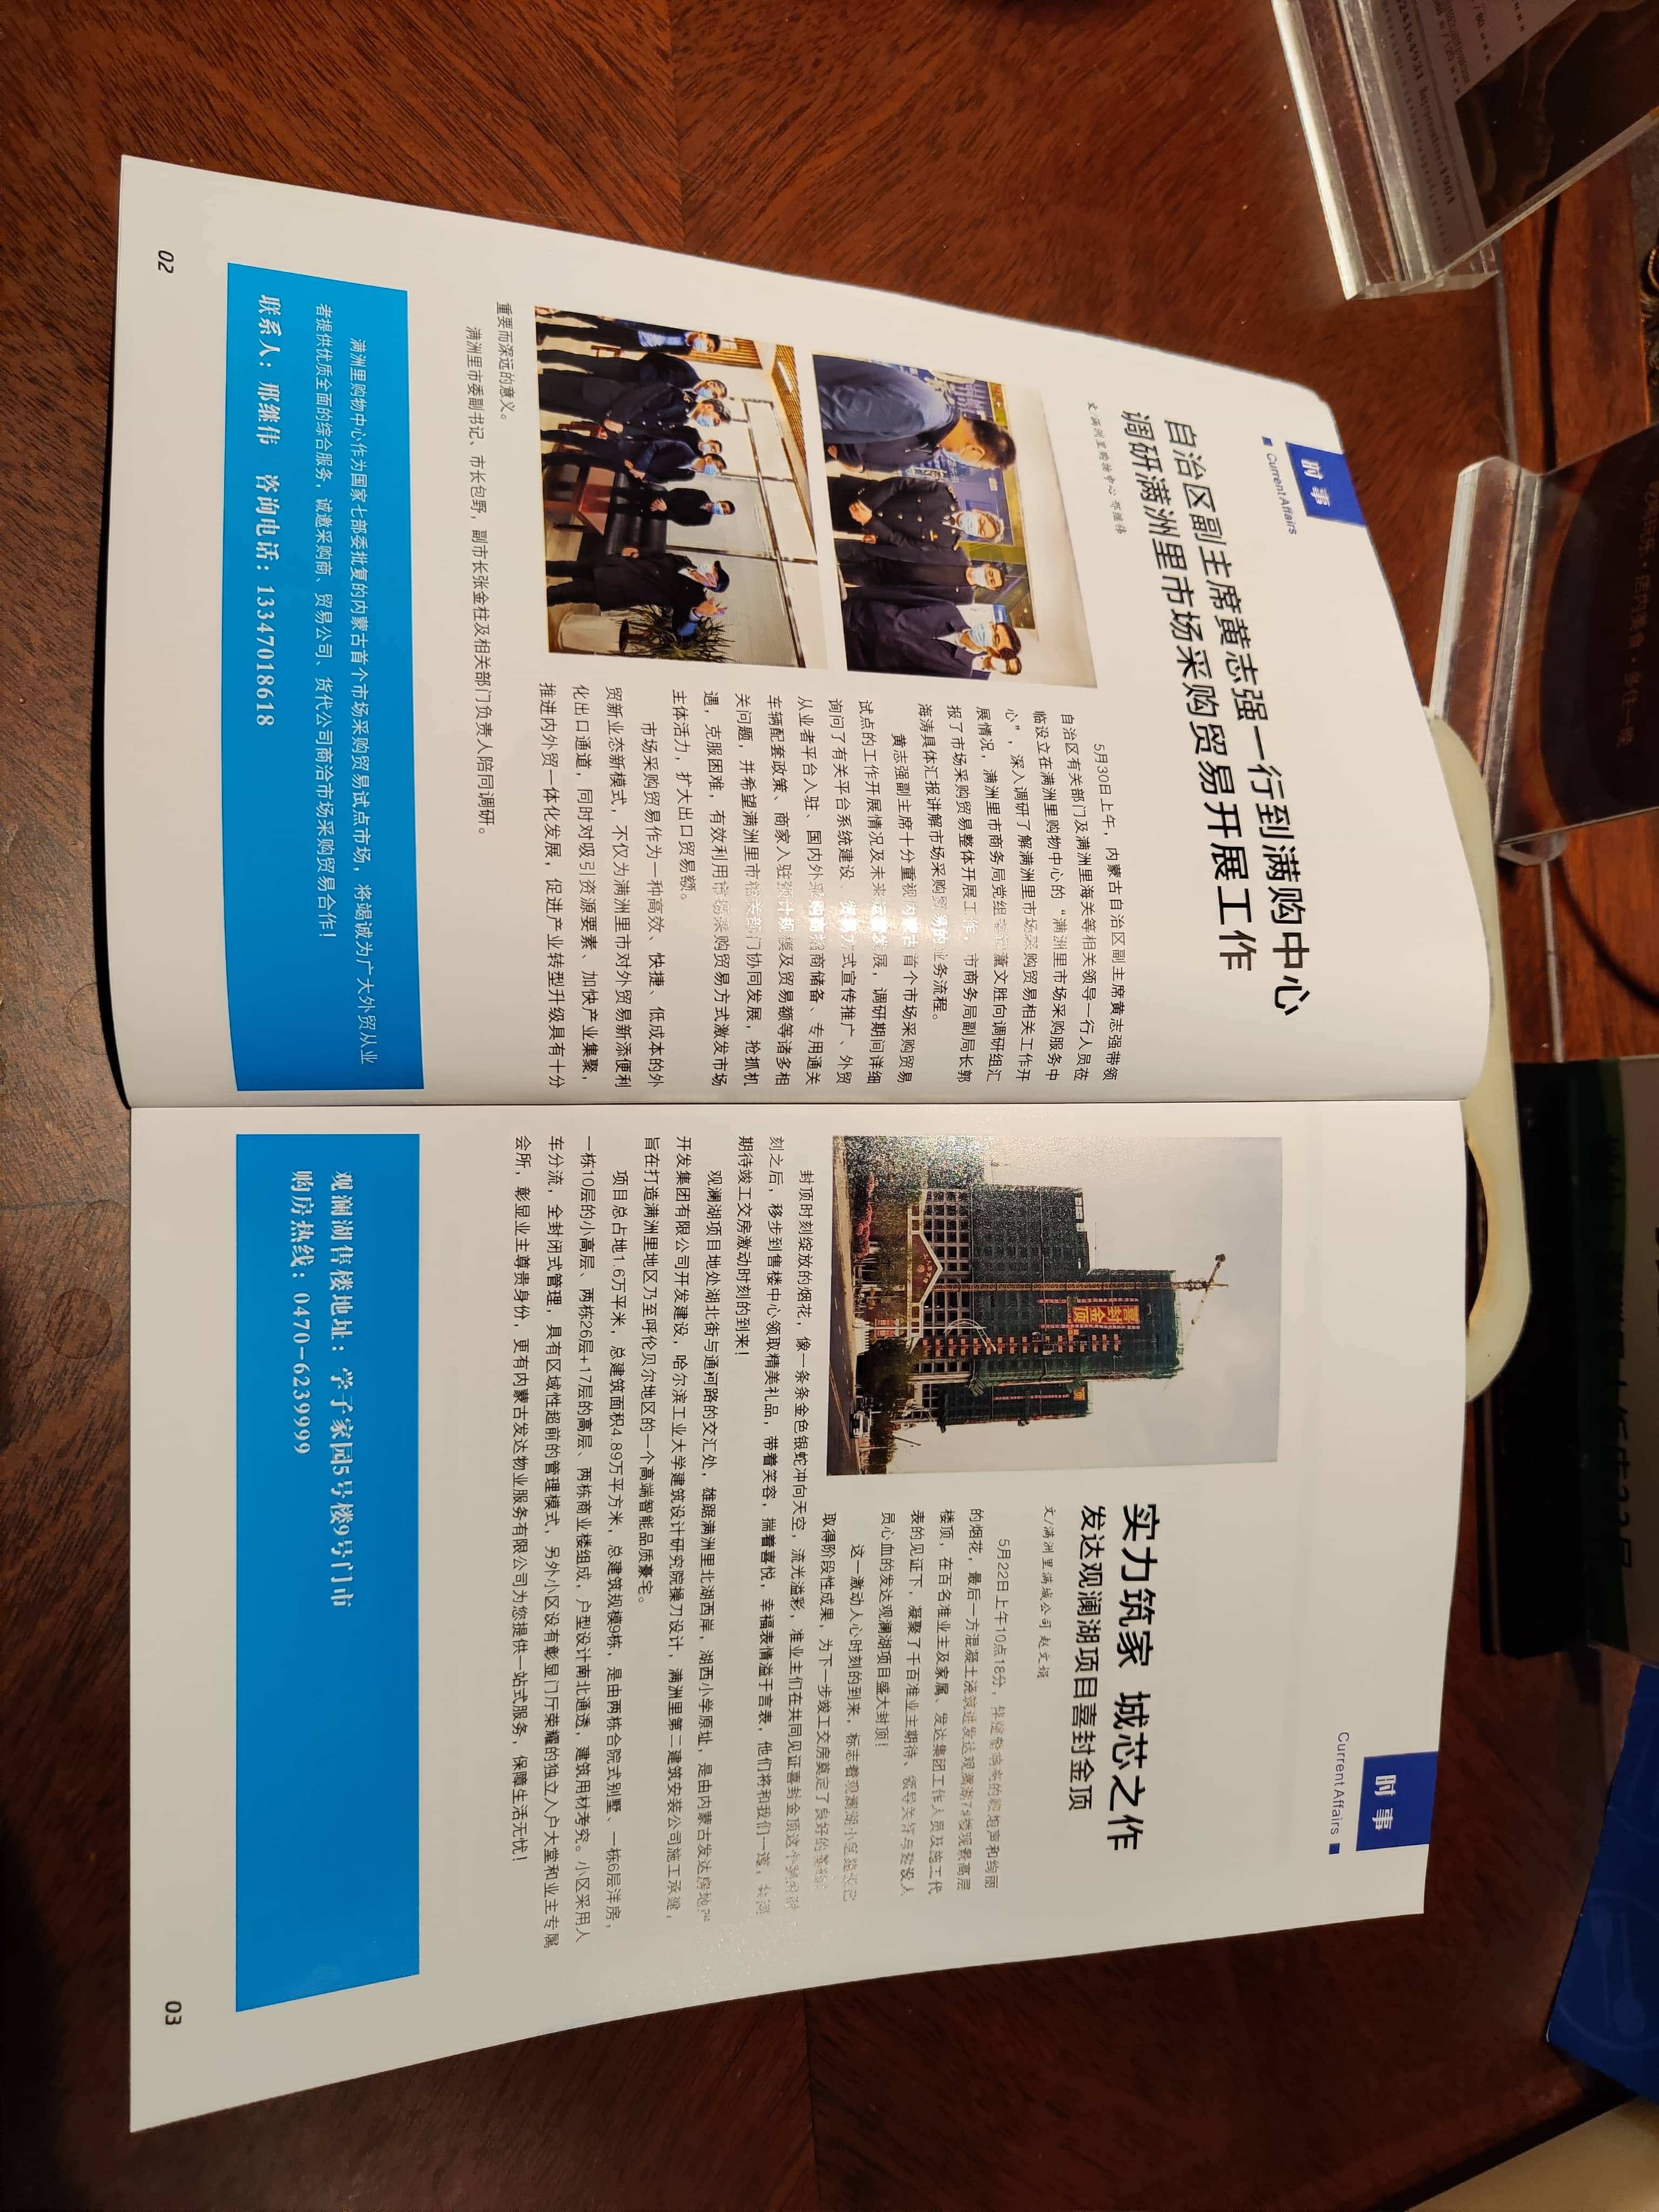 吃喝玩乐·店内美食·多住一晚
时事
Current Affairs
自治区副主席黄志强一行到满购中心
调研满洲里市场采购贸易开展工作
文/满洲里购物中心 邢继伟
5月30日上午，内蒙古自治区副主席黄志强带领
自治区有关部门及满洲里海关等相关领导一行人员莅
临设立在满洲里购物中心的“满洲里市场采购服务中
心”，深入调研了解满洲里市场采购贸易相关工作开
展情况，满洲里市商务局党组书记董文胜向调研组汇
报了市场采购贸易整体开展工作，市商务局副局长郭
海涛具体汇报讲解市场采购贸易的业务流程。
黄志强副主席十分重视内蒙古首个市场采购贸易
试点的工作开展情况及未来运营发展，调研期间详细
询问了有关平台系统建设、贸易方式宣传推广、外贸
从业者平台入驻、国内外采购商招商储备、专用通关
车辆配套政策、商家入驻预计规模及贸易额等诸多相
关问题，并希望满洲里市相关部门协同发展，抢抓机
遇，克服困难，有效利用市场采购贸易方式激发市场
主体活力，扩大出口贸易额。
市场采购贸易作为一种高效、快捷、低成本的外
贸新业态新模式，不仅为满洲里市对外贸易新添便利
化出口通道，同时对吸引资源要素、加快产业集聚，
推进内外贸一体化发展，促进产业转型升级具有十分
重要而深远的意义。
满洲里市委副书记、市长包野，副市长张金柱及相关部门负责人陪同调研。
满洲里购物中心作为国家七部委批复的内蒙古首个市场采购贸易试点市场，将竭诚为广大外贸从业
者提供优质全面的综合服务，诚邀采购商、贸易公司、货代公司商洽市场采购贸易合作！
联系人：邢继伟 咨询电话：13347018618
02
时事
Current Affairs
喜封金顶
实力筑家 城芯之作
发达观澜湖项目喜封金顶
文/满洲里满城公司 赵文娟
5月22日上午10点18分，伴随着响亮的鞭炮声和绚丽
的烟花，最后一方混凝土浇筑进发达观澜湖7#楼观景高层
楼顶，在百名准业主及家属、发达集团工作人员及施工代
表的见证下，凝聚了千百准业主期待、领导关怀与建设人
员心血的发达观澜湖项目盛大封顶！
这一激动人心时刻的到来，标志着观澜湖小区建设已
取得阶段性成果，为下一步竣工交房奠定了良好的基础。
封顶时刻绽放的烟花，像一条条金色银蛇冲向天空，流光溢彩，准业主们在共同见证喜封金顶这个
刻之后，移步到售楼中心领取精美礼品，带着笑容，揣着喜悦，幸福表情溢于言表，他们将和我们一道，共同
期待竣工交房激动时刻的到来！
观澜湖项目地处湖北街与通河路的交汇处，雄踞满洲里北湖西岸，湖西小学原址，是由内蒙古发达房地产
开发集团有限公司开发建设，哈尔滨工业大学建筑设计研究院操刀设计，满洲里第二建筑安装公司施工承建，
旨在打造满洲里地区乃至呼伦贝尔地区的一个高端智能品质豪宅。
项目总占地1.6万平米，总建筑面积4.89万平方米，总建筑规模9栋，是由两栋合院式别墅、一栋6层洋房，
一栋10层的小高层、两栋26层+17层的高层、两栋商业楼组成，户型设计南北通透，建筑用材考究。小区采用人
车分流，全封闭式管理，具有区域性超前的管理模式，另外小区设有彰显门厅荣耀的独立入户大堂和业主专属
会所，彰显业主尊贵身份，更有内蒙古发达物业服务有限公司为您提供一站式服务，保障生活无忧！
观澜湖售楼地址：学子家园5号楼9号门市
购房热线：0470-6239999
03